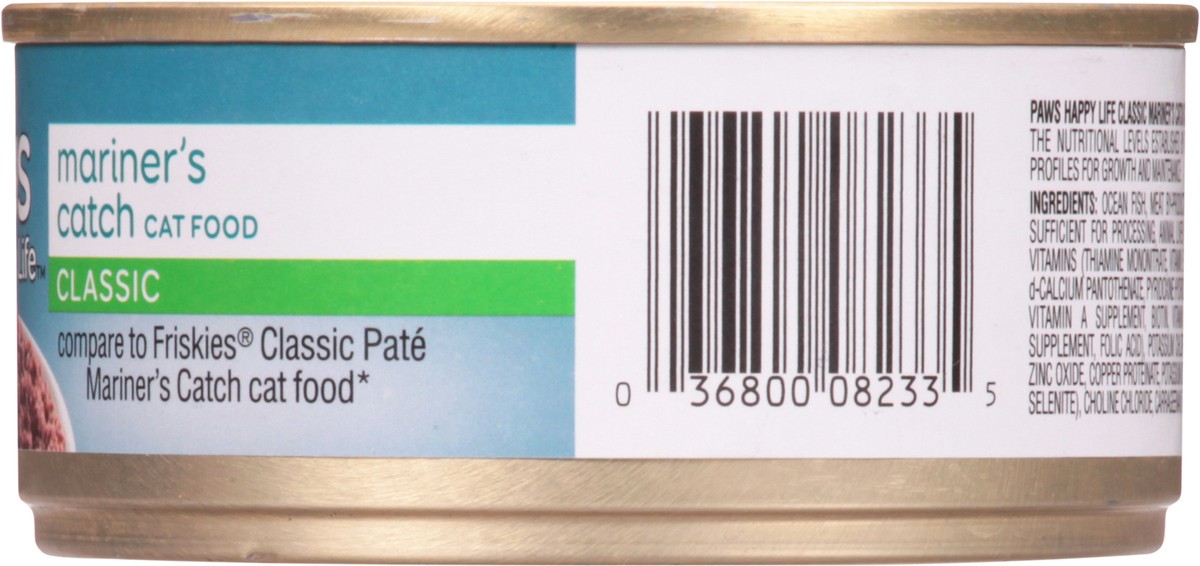 S
Life™
mariner's
catch CAT FOOD
CLASSIC
compare to Friskies® Classic Paté
Mariner's Catch cat food*
0 36800 08233 5
PAWS HAPPY LIFE CLASSIC MARINER'S
THE NUTRITIONAL LEVELS ESTABLISHED
PROFILES FOR GROWTH AND MAINTENANCE
INGREDIENTS: OCEAN FISH, MEAT
SUFFICIENT FOR PROCESSING, ANIMAL
VITAMINS (THIAMINE MONONITRATE,
d-CALCIUM PANTOTHENATE, PYRIDOXINE
VITAMIN A SUPPLEMENT, BIOTIN,
SUPPLEMENT, FOLIC ACID), POTASSIUM
ZINC OXIDE, COPPER PROTEINATE, POTASSIUM
SELENITE), CHOLINE CHLORIDE,